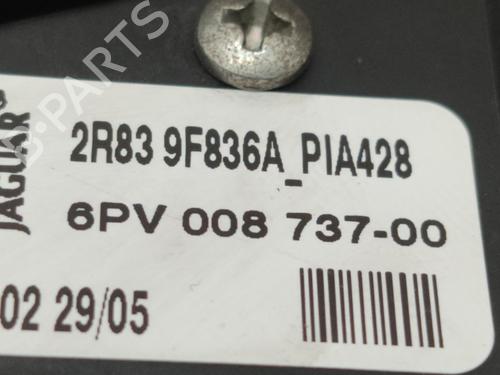 JAGUAR
2R83 9F836A_PIA428
6PV 008 737-00
02 29/05
B-PARTS